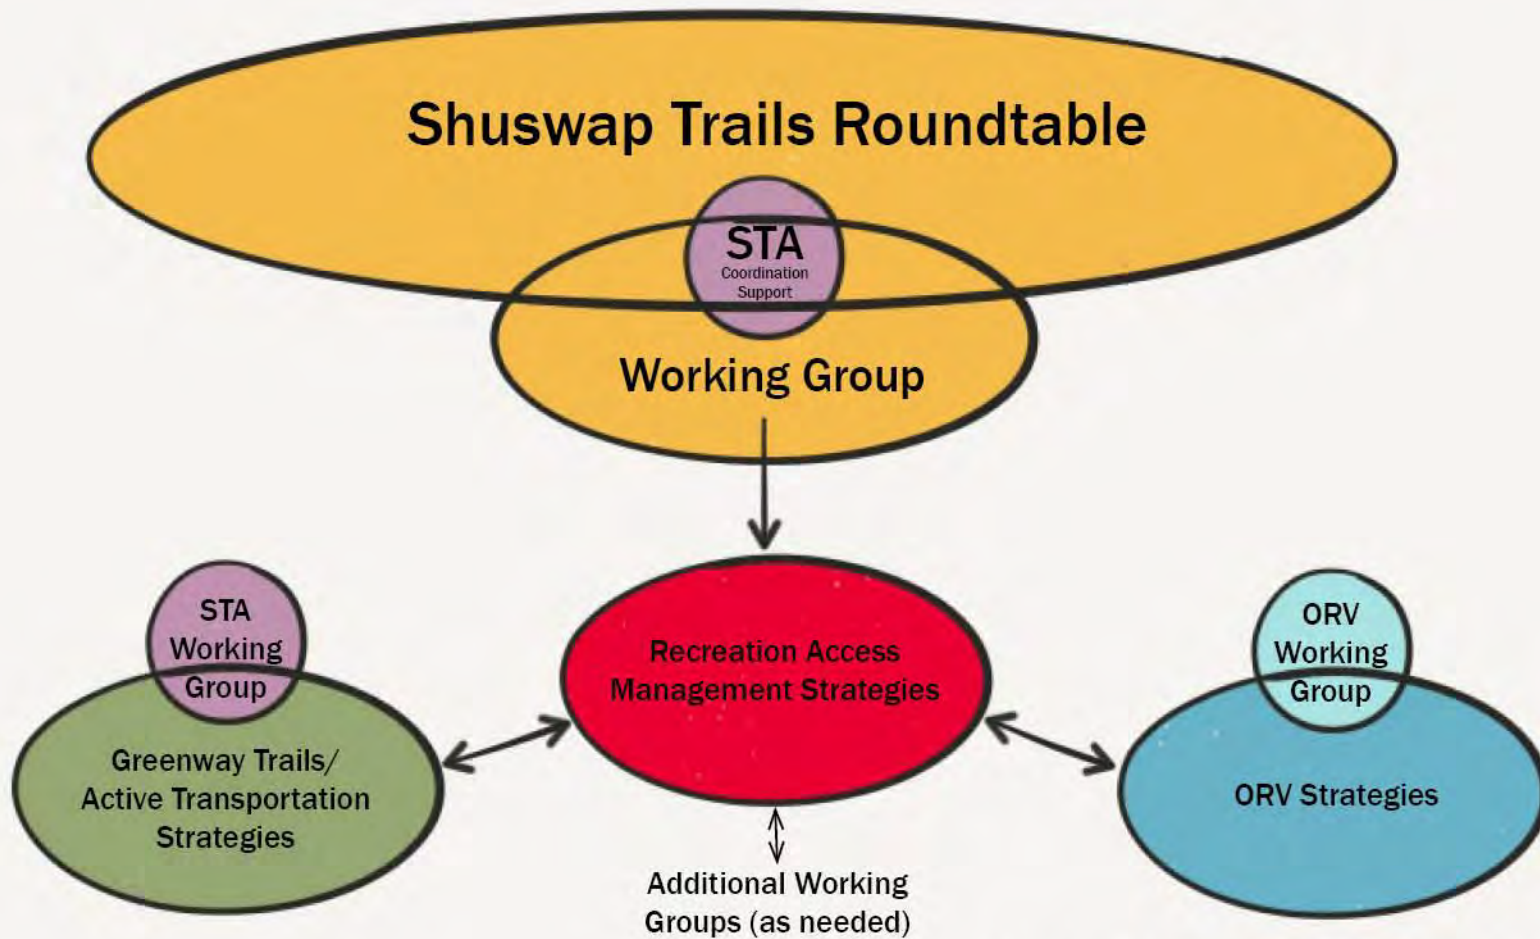 Shuswap Trails Roundtable
STA
Coordination
Support
Working Group
STA
Working
Group
Greenway Trails/
Active Transportation
Strategies
Recreation Access
Management Strategies
ORV
Working
Group
ORV Strategies
Additional Working
Groups (as needed)